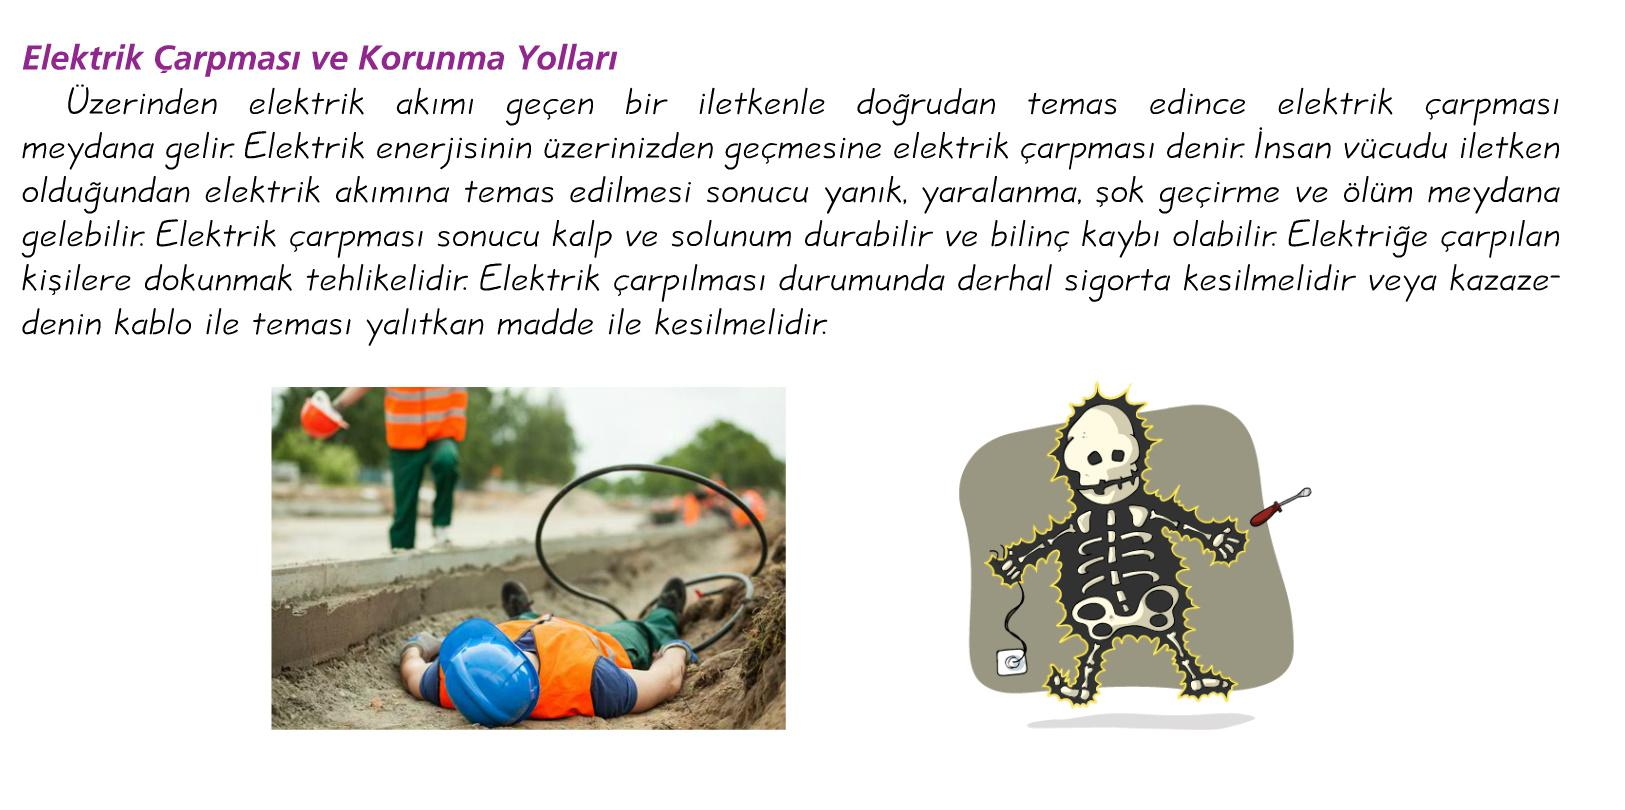 Elektrik Çarpması ve Korunma Yolları
Üzerinden elektrik akımı geçen bir iletkenle doğrudan temas edince elektrik çarpması
meydana gelir. Elektrik enerjisinin üzerinizden geçmesine elektrik çarpması denir. İnsan vücudu iletken
olduğundan elektrik akımına temas edilmesi sonucu yanık, yaralanma, şok geçirme ve ölüm meydana
gelebilir. Elektrik çarpması sonucu kalp ve solunum durabilir ve bilinç kaybı olabilir. Elektriğe çarpılan
kişilere dokunmak tehlikelidir. Elektrik çarpılması durumunda derhal sigorta kesilmelidir veya kazaze-
denin kablo ile teması yalıtkan madde ile kesilmelidir.